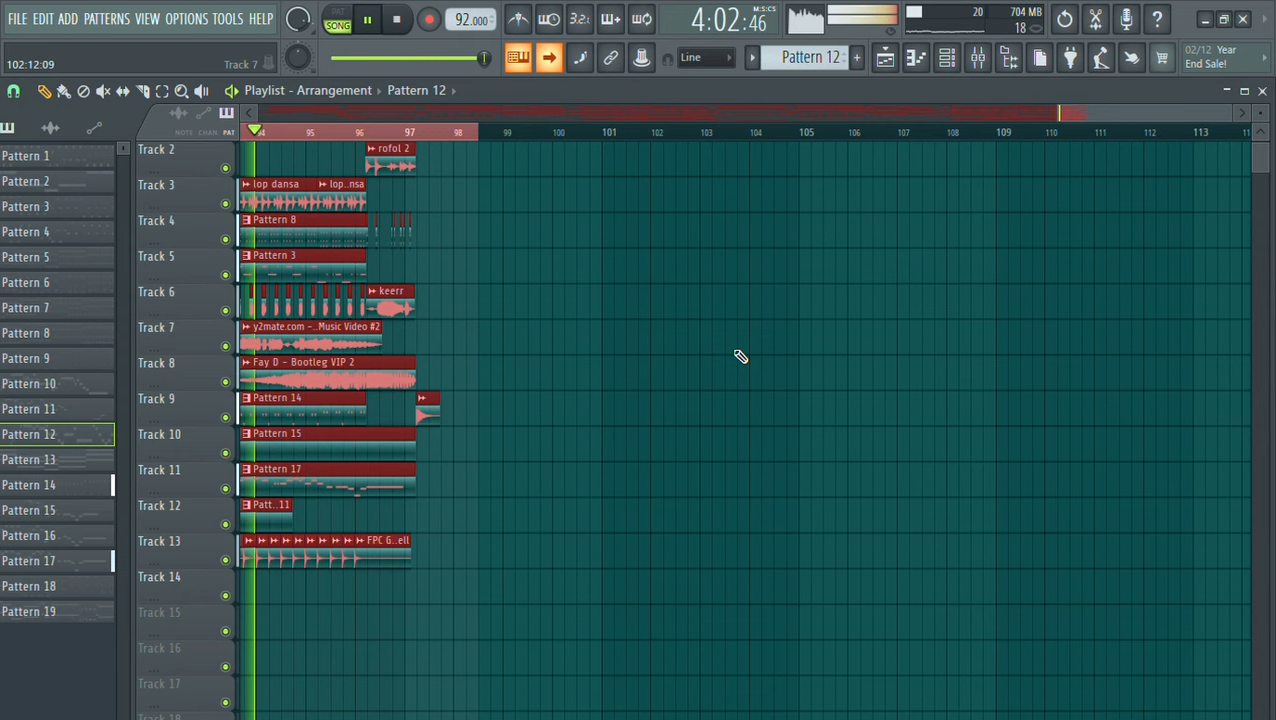 FILE EDIT ADD PATTERNS VIEW OPTIONS TOOLS HELP
PAT
SONG
92.000
3.2.
4:02:46
M:S:CS
20
704 MB
18
102:12:09
Track 7
Line
Pattern 12
02/12 Year
End Sale!
Playlist - Arrangement
Pattern 12
NOTE CHAN PAT
94 95 96 97 98 99 100 101 102 103 104 105 106 107 108 109 110 111 112 113
Pattern 1
Pattern 2
Pattern 3
Pattern 4
Pattern 5
Pattern 6
Pattern 7
Pattern 8
Pattern 9
Pattern 10
Pattern 11
Pattern 12
Pattern 13
Pattern 14
Pattern 15
Pattern 16
Pattern 17
Pattern 18
Pattern 19
Track 2
rofol 2
Track 3
lop dansa
lop..nsa
Track 4
Pattern 8
Track 5
Pattern 3
Track 6
keerr
Track 7
y2mate.com -..Music Video #2
Track 8
Fay D - Bootleg VIP 2
Track 9
Pattern 14
Track 10
Pattern 15
Track 11
Pattern 17
Track 12
Patt..11
Track 13
FPC G..ell
Track 14
Track 15
Track 16
Track 17